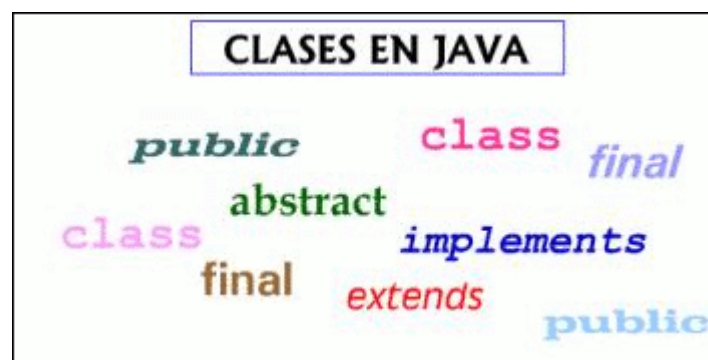 CLASES EN JAVA
public class final
abstract
class implements
final extends
public